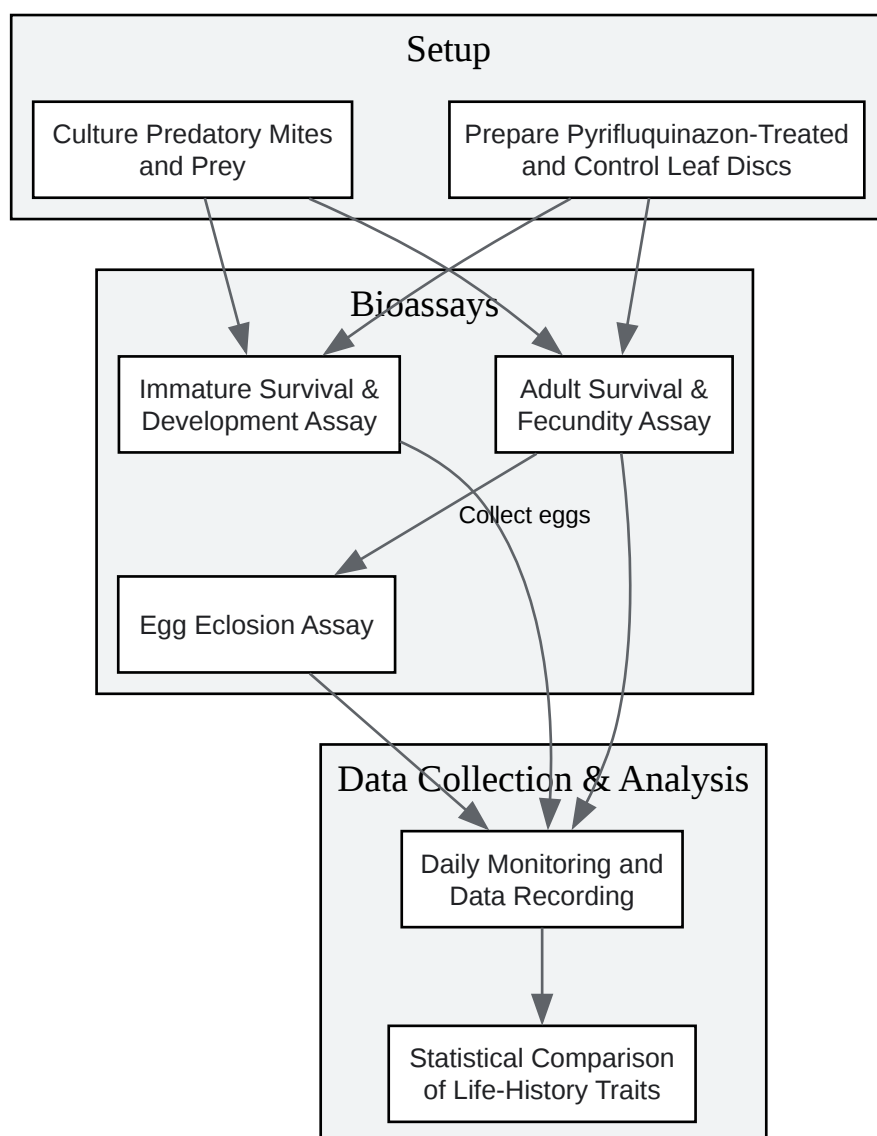 Setup
Culture Predatory Mites
and Prey
Prepare Pyrifluquinazon-Treated
and Control Leaf Discs
Bioassays
Immature Survival &
Development Assay
Adult Survival &
Fecundity Assay
Collect eggs
Egg Eclosion Assay
Data Collection & Analysis
Daily Monitoring and
Data Recording
Statistical Comparison
of Life-History Traits